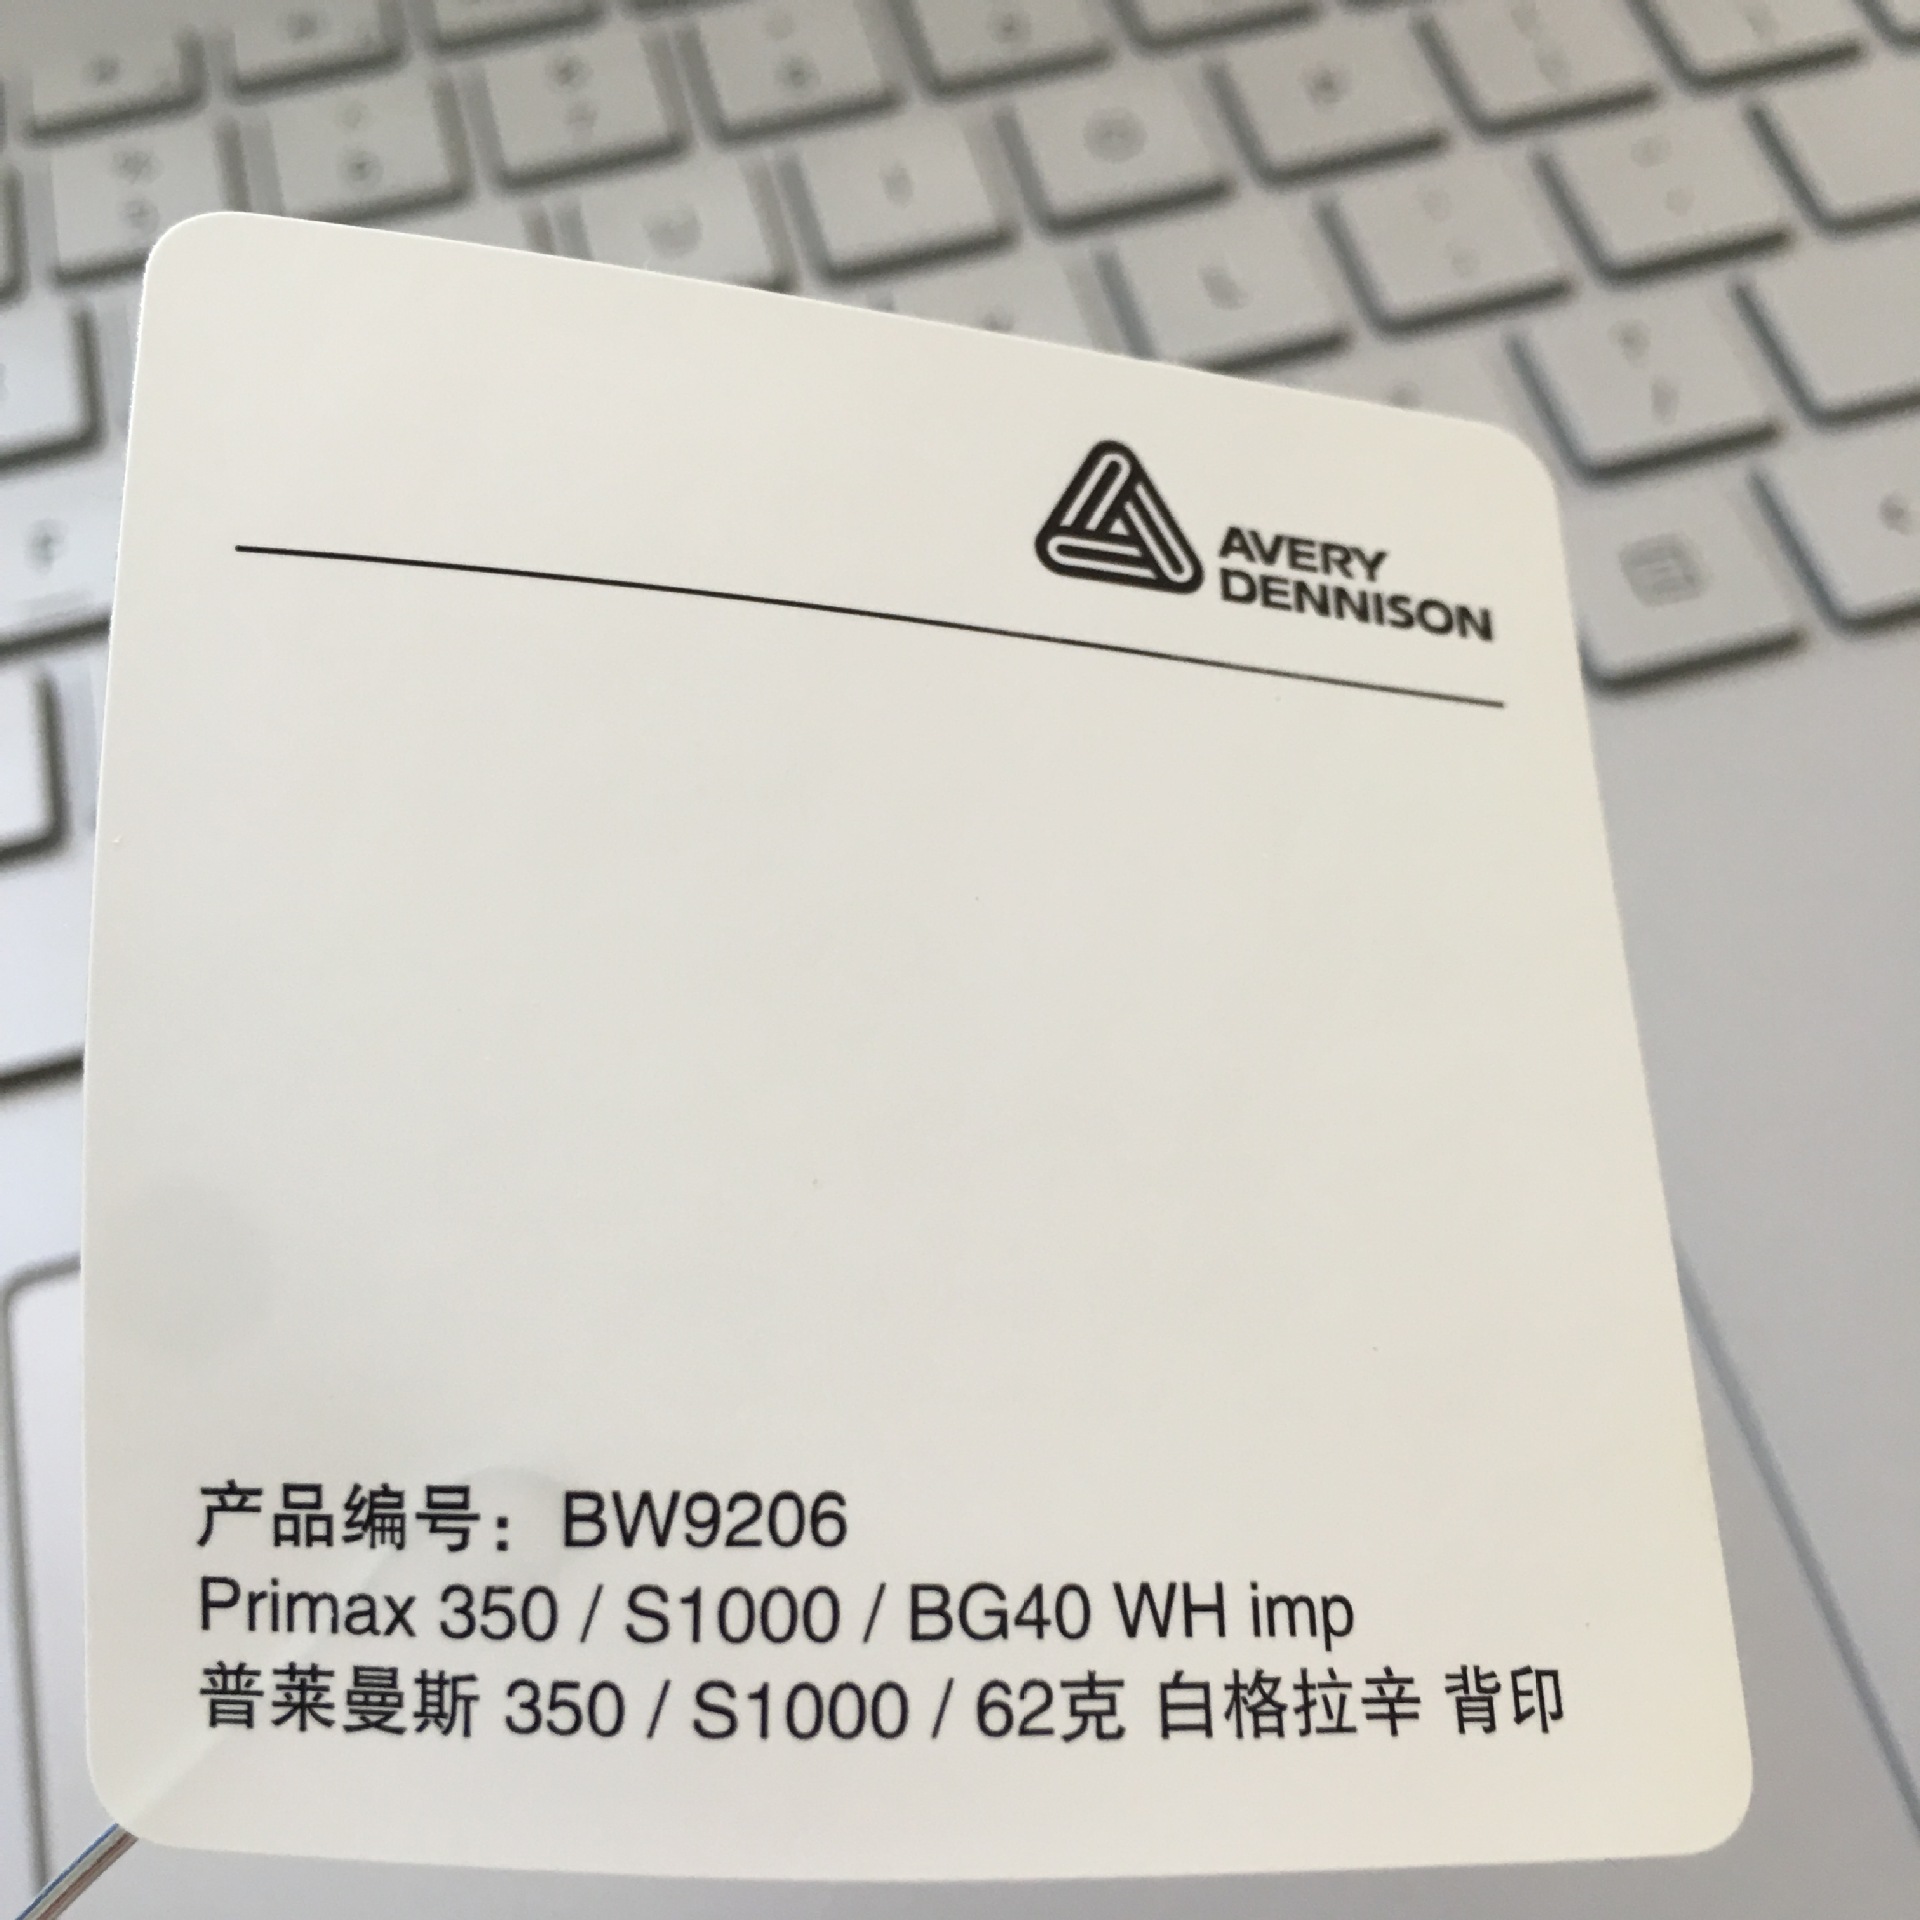 AVERY
DENNISON
产品编号：BW9206
Primax 350 / S1000 / BG40 WH imp
普莱曼斯 350 / S1000 / 62克 白格拉辛 背印